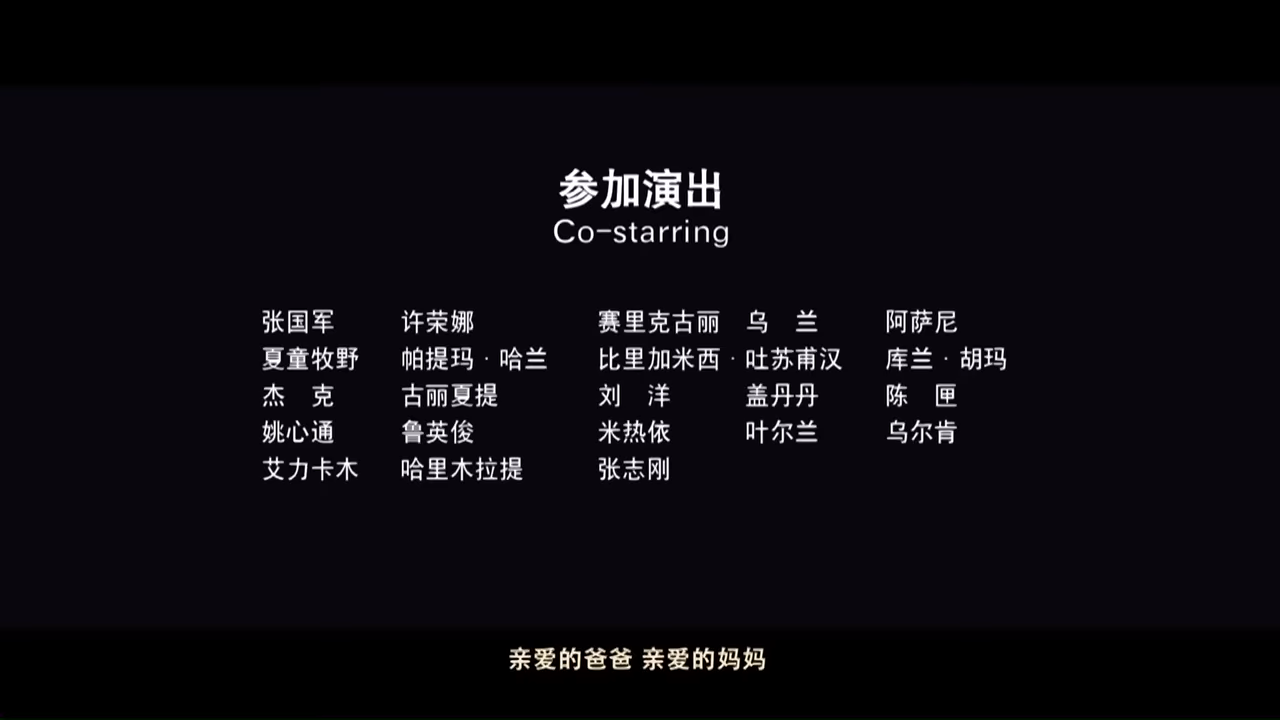 参加演出
Co-starring
张国军 许荣娜 赛里克古丽 乌 兰 阿萨尼
夏童牧野 帕提玛·哈兰 比里加米西·吐苏甫汉 库兰·胡玛
杰 克 古丽夏提 刘 洋 盖丹丹 陈 匣
姚心通 鲁英俊 米热依 叶尔兰 乌尔肯
艾力卡木 哈里木拉提 张志刚
亲爱的爸爸 亲爱的妈妈